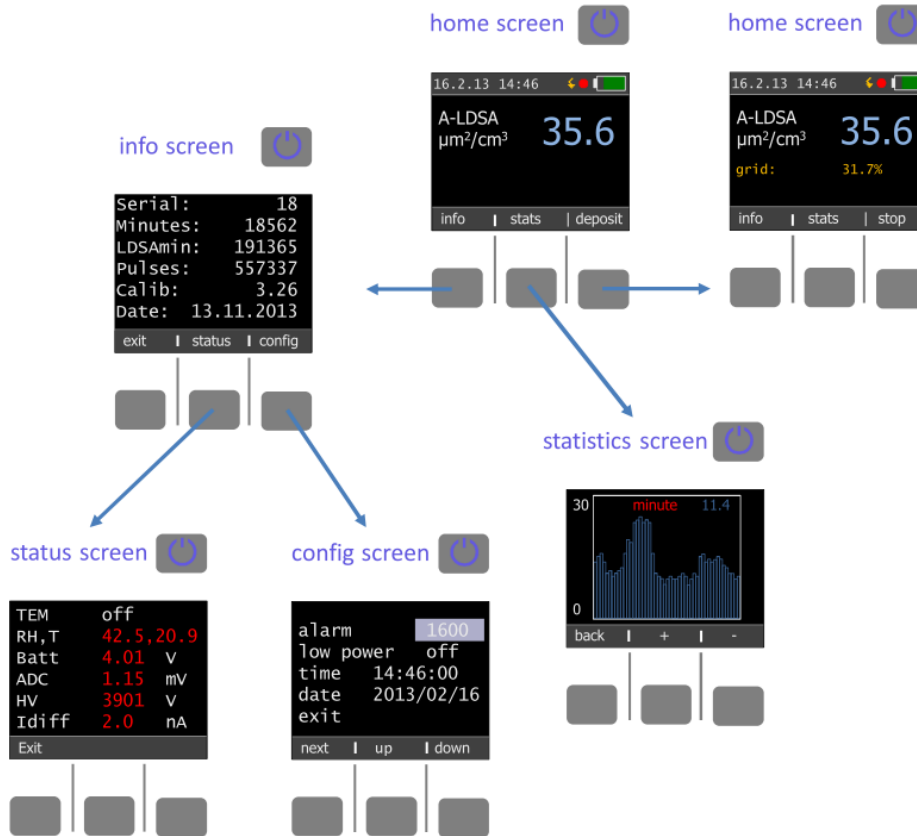 home screen
16.2.13 14:46
A-LDSA
µm²/cm³ 35.6
info | stats | deposit
home screen
16.2.13 14:46
A-LDSA
µm²/cm³ 35.6
grid: 31.7%
info | stats | stop
info screen
Serial: 18
Minutes: 18562
LDSAmin: 191365
Pulses: 557337
Calib: 3.26
Date: 13.11.2013
exit | status | config
statistics screen
30 minute 11.4
0
back | + | -
status screen
TEM off
RH,T 42.5,20.9
Batt 4.01 V
ADC 1.15 mV
HV 3901 V
Idiff 2.0 nA
Exit
config screen
alarm 1600
low power off
time 14:46:00
date 2013/02/16
exit
next | up | down